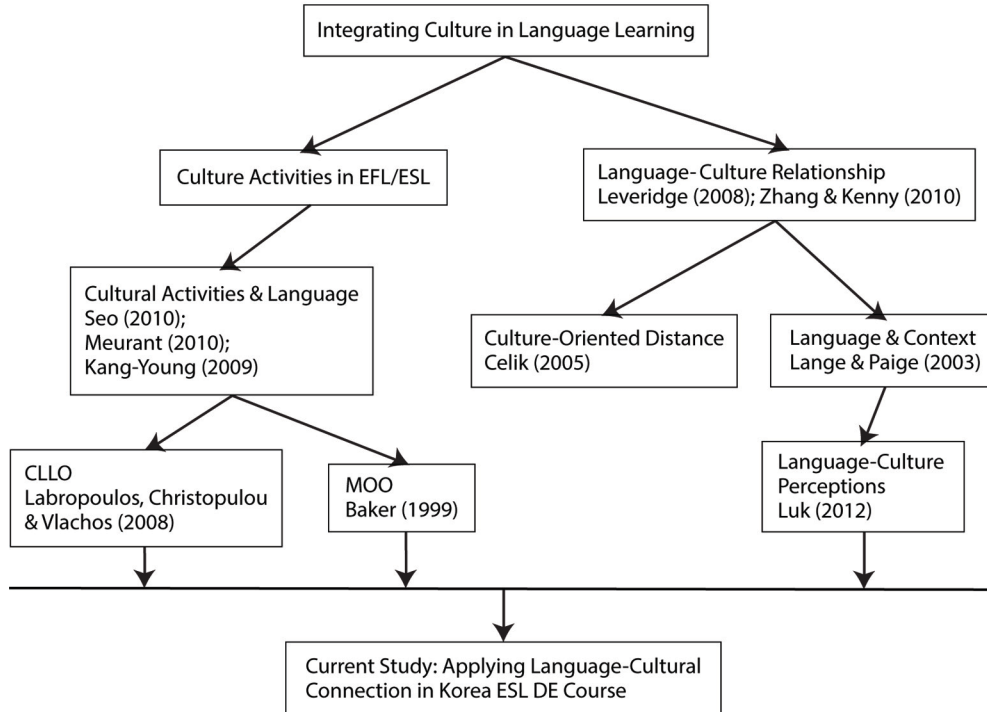 Integrating Culture in Language Learning
Culture Activities in EFL/ESL
Language-Culture Relationship
Leveridge (2008); Zhang & Kenny (2010)
Cultural Activities & Language
Seo (2010);
Meurant (2010);
Kang-Young (2009)
Culture-Oriented Distance
Celik (2005)
Language & Context
Lange & Paige (2003)
CLLO
Labropoulos, Christopulou
& Vlachos (2008)
MOO
Baker (1999)
Language-Culture
Perceptions
Luk (2012)
Current Study: Applying Language-Cultural
Connection in Korea ESL DE Course